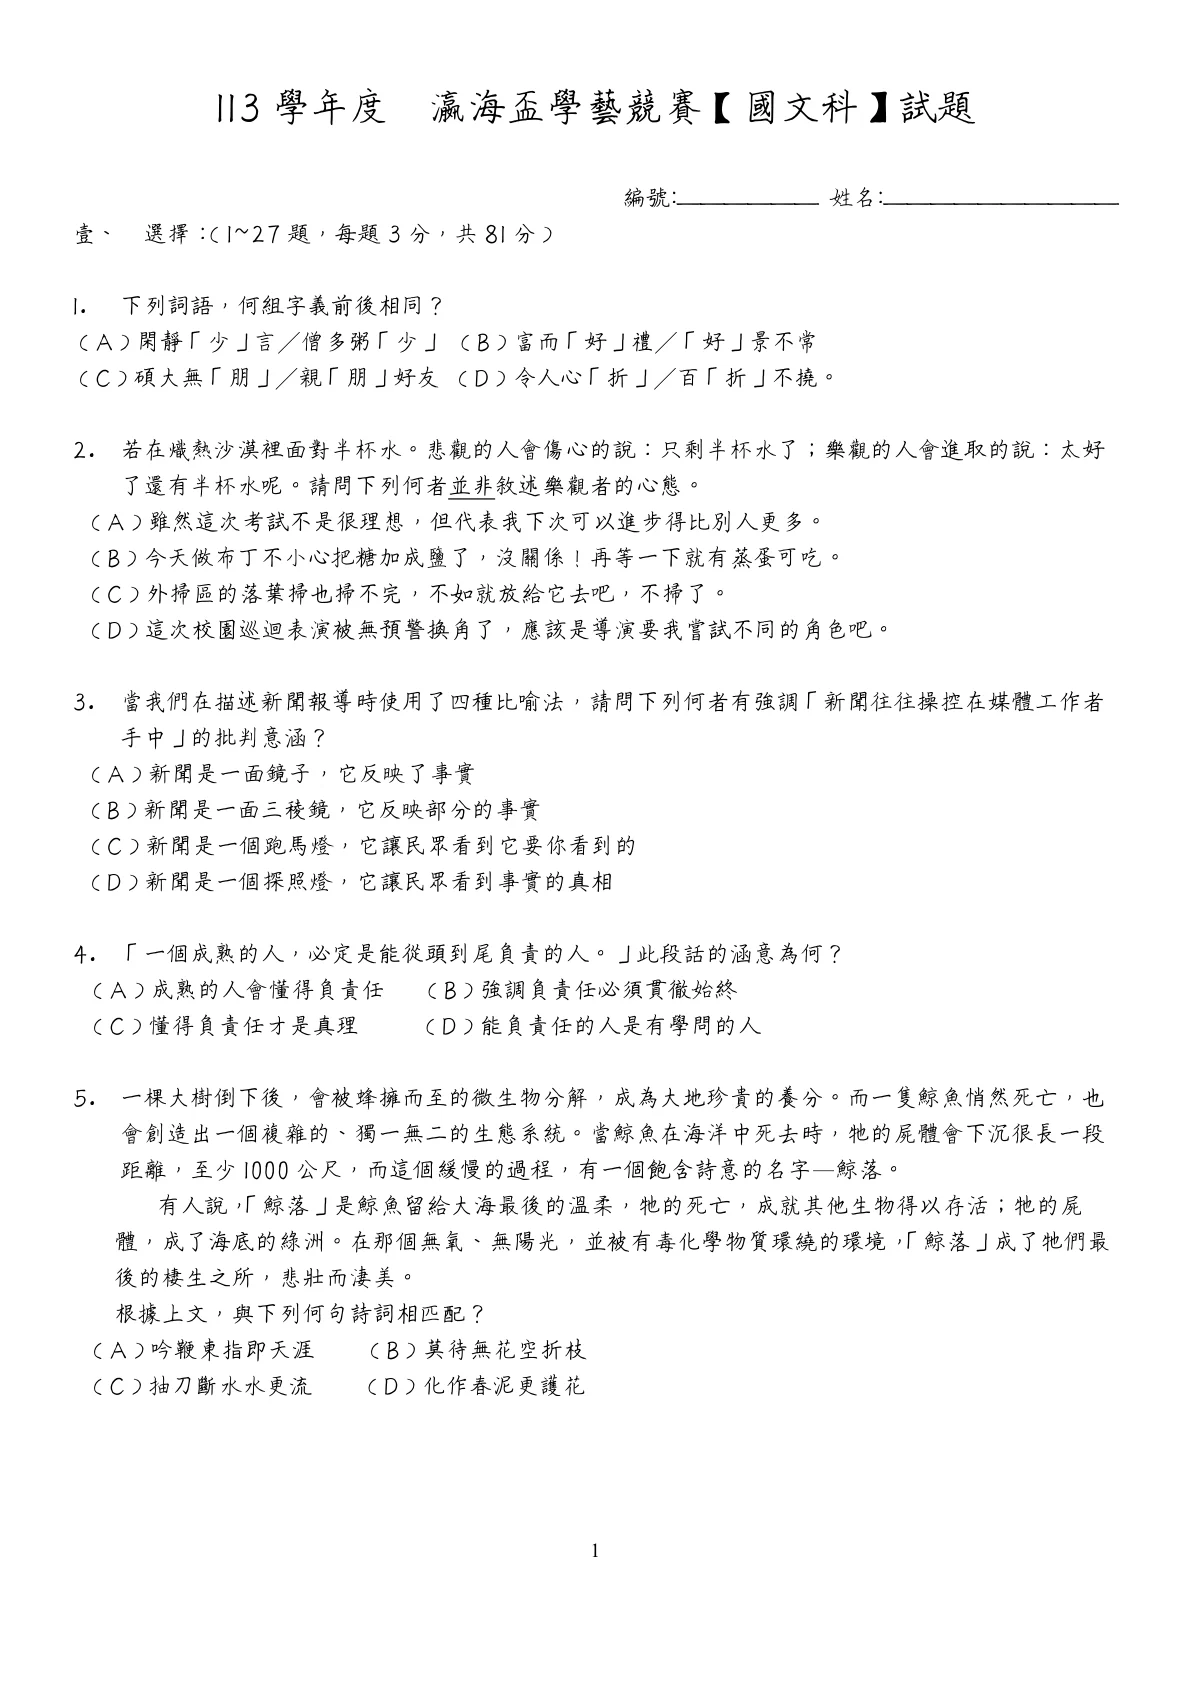 113 學年度　瀛海盃學藝競賽【國文科】試題
編號:____________ 姓名:____________________
壹、　選擇：(1~27 題，每題 3 分，共 81 分)
1.　下列詞語，何組字義前後相同？
(A)閑靜「少」言／僧多粥「少」 (B)富而「好」禮／「好」景不常
(C)碩大無「朋」／親「朋」好友 (D)令人心「折」／百「折」不撓。
2.　若在熾熱沙漠裡面對半杯水。悲觀的人會傷心的說：只剩半杯水了；樂觀的人會進取的說：太好
了還有半杯水呢。請問下列何者並非敘述樂觀者的心態。
(A)雖然這次考試不是很理想，但代表我下次可以進步得比別人更多。
(B)今天做布丁不小心把糖加成鹽了，沒關係！再等一下就有蒸蛋可吃。
(C)外掃區的落葉掃也掃不完，不如就放給它去吧，不掃了。
(D)這次校園巡迴表演被無預警換角了，應該是導演要我嘗試不同的角色吧。
3.　當我們在描述新聞報導時使用了四種比喻法，請問下列何者有強調「新聞往往操控在媒體工作者
手中」的批判意涵？
(A)新聞是一面鏡子，它反映了事實
(B)新聞是一面三稜鏡，它反映部分的事實
(C)新聞是一個跑馬燈，它讓民眾看到它要你看到的
(D)新聞是一個探照燈，它讓民眾看到事實的真相
4.　「一個成熟的人，必定是能從頭到尾負責的人。」此段話的涵意為何？
(A)成熟的人會懂得負責任　(B)強調負責任必須貫徹始終
(C)懂得負責任才是真理　　(D)能負責任的人是有學問的人
5.　一棵大樹倒下後，會被蜂擁而至的微生物分解，成為大地珍貴的養分。而一隻鯨魚悄然死亡，也
會創造出一個複雜的、獨一無二的生態系統。當鯨魚在海洋中死去時，牠的屍體會下沉很長一段
距離，至少 1000 公尺，而這個緩慢的過程，有一個飽含詩意的名字—鯨落。
有人說，「鯨落」是鯨魚留給大海最後的溫柔，牠的死亡，成就其他生物得以存活；牠的屍
體，成了海底的綠洲。在那個無氧、無陽光，並被有毒化學物質環繞的環境，「鯨落」成了牠們最
後的棲生之所，悲壯而淒美。
根據上文，與下列何句詩詞相匹配？
(A)吟鞭東指即天涯　　(B)莫待無花空折枝
(C)抽刀斷水水更流　　(D)化作春泥更護花
1